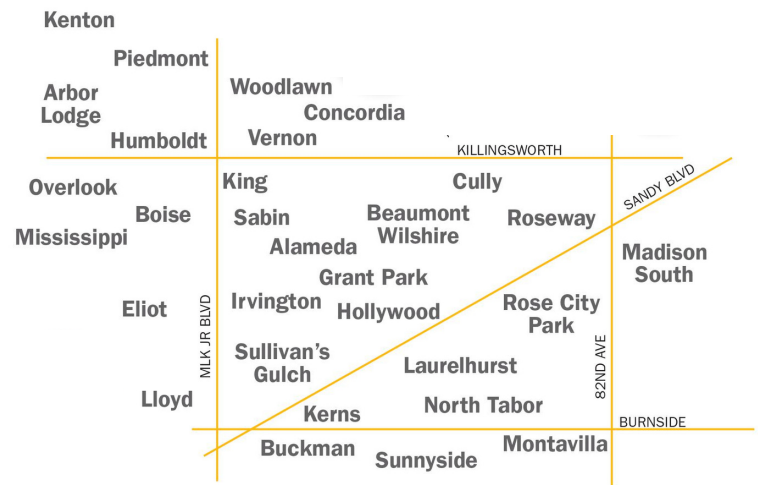 Kenton
Piedmont
Woodlawn
Arbor
Lodge
Concordia
Humboldt
Vernon
KILLINGSWORTH
Overlook
King
Cully
SANDY BLVD
Boise
Sabin
Beaumont
Wilshire
Roseway
Mississippi
Alameda
Madison
South
Grant Park
Eliot
Irvington
Hollywood
Rose City
Park
MLK JR BLVD
82ND AVE
Sullivan's
Gulch
Laurelhurst
Lloyd
Kerns
North Tabor
BURNSIDE
Buckman
Sunnyside
Montavilla